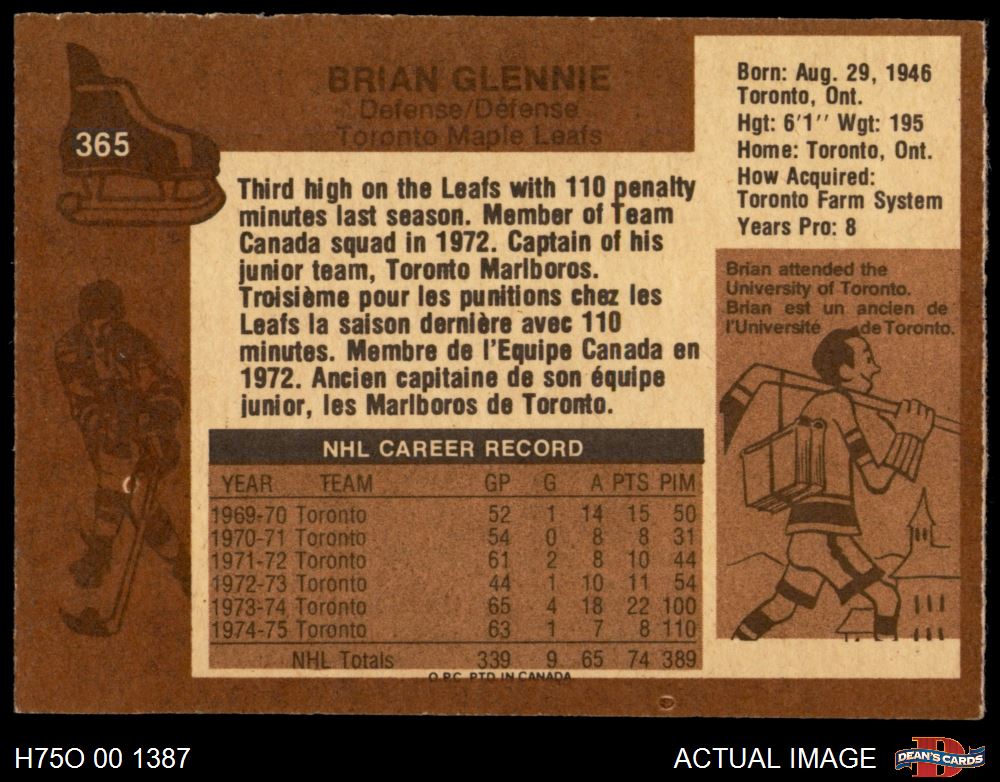 BRIAN GLENNIE
Defense/Défense
Toronto Maple Leafs
365
Born: Aug. 29, 1946
Toronto, Ont.
Hgt: 6'1'' Wgt: 195
Home: Toronto, Ont.
How Acquired:
Toronto Farm System
Years Pro: 8
Third high on the Leafs with 110 penalty
minutes last season. Member of Team
Canada squad in 1972. Captain of his
junior team, Toronto Marlboros.
Troisième pour les punitions chez les
Leafs la saison dernière avec 110
minutes. Membre de l'Equipe Canada en
1972. Ancien capitaine de son équipe
junior, les Marlboros de Toronto.
Brian attended the
University of Toronto.
Brian est un ancien de
l'Université de Toronto.
NHL CAREER RECORD
YEAR TEAM GP G A PTS PIM
1969-70 Toronto 52 1 14 15 50
1970-71 Toronto 54 0 8 8 31
1971-72 Toronto 61 2 8 10 44
1972-73 Toronto 44 1 10 11 54
1973-74 Toronto 65 4 18 22 100
1974-75 Toronto 63 1 7 8 110
NHL Totals 339 9 65 74 389
O.P.C. PTD IN CANADA
H75O 00 1387
ACTUAL IMAGE
D
DEAN'S CARDS